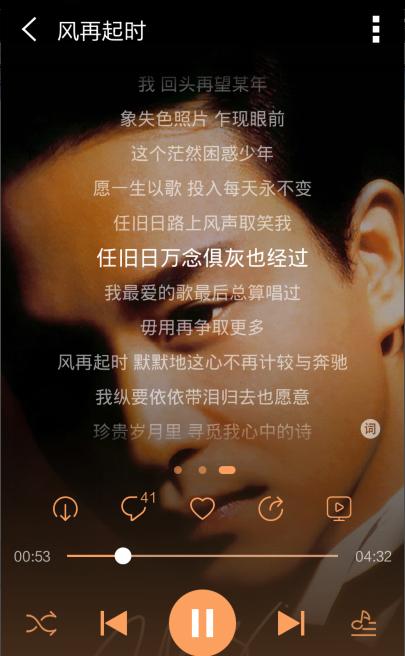 风再起时
我 回头再望某年
象失色照片 乍现眼前
这个茫然困惑少年
愿一生以歌 投入每天永不变
任旧日路上风声取笑我
任旧日万念俱灰也经过
我最爱的歌最后总算唱过
毋用再争取更多
风再起时 默默地这心不再计较与奔驰
我纵要依依带泪归去也愿意
珍贵岁月里 寻觅我心中的诗
词
41
00:53
04:32